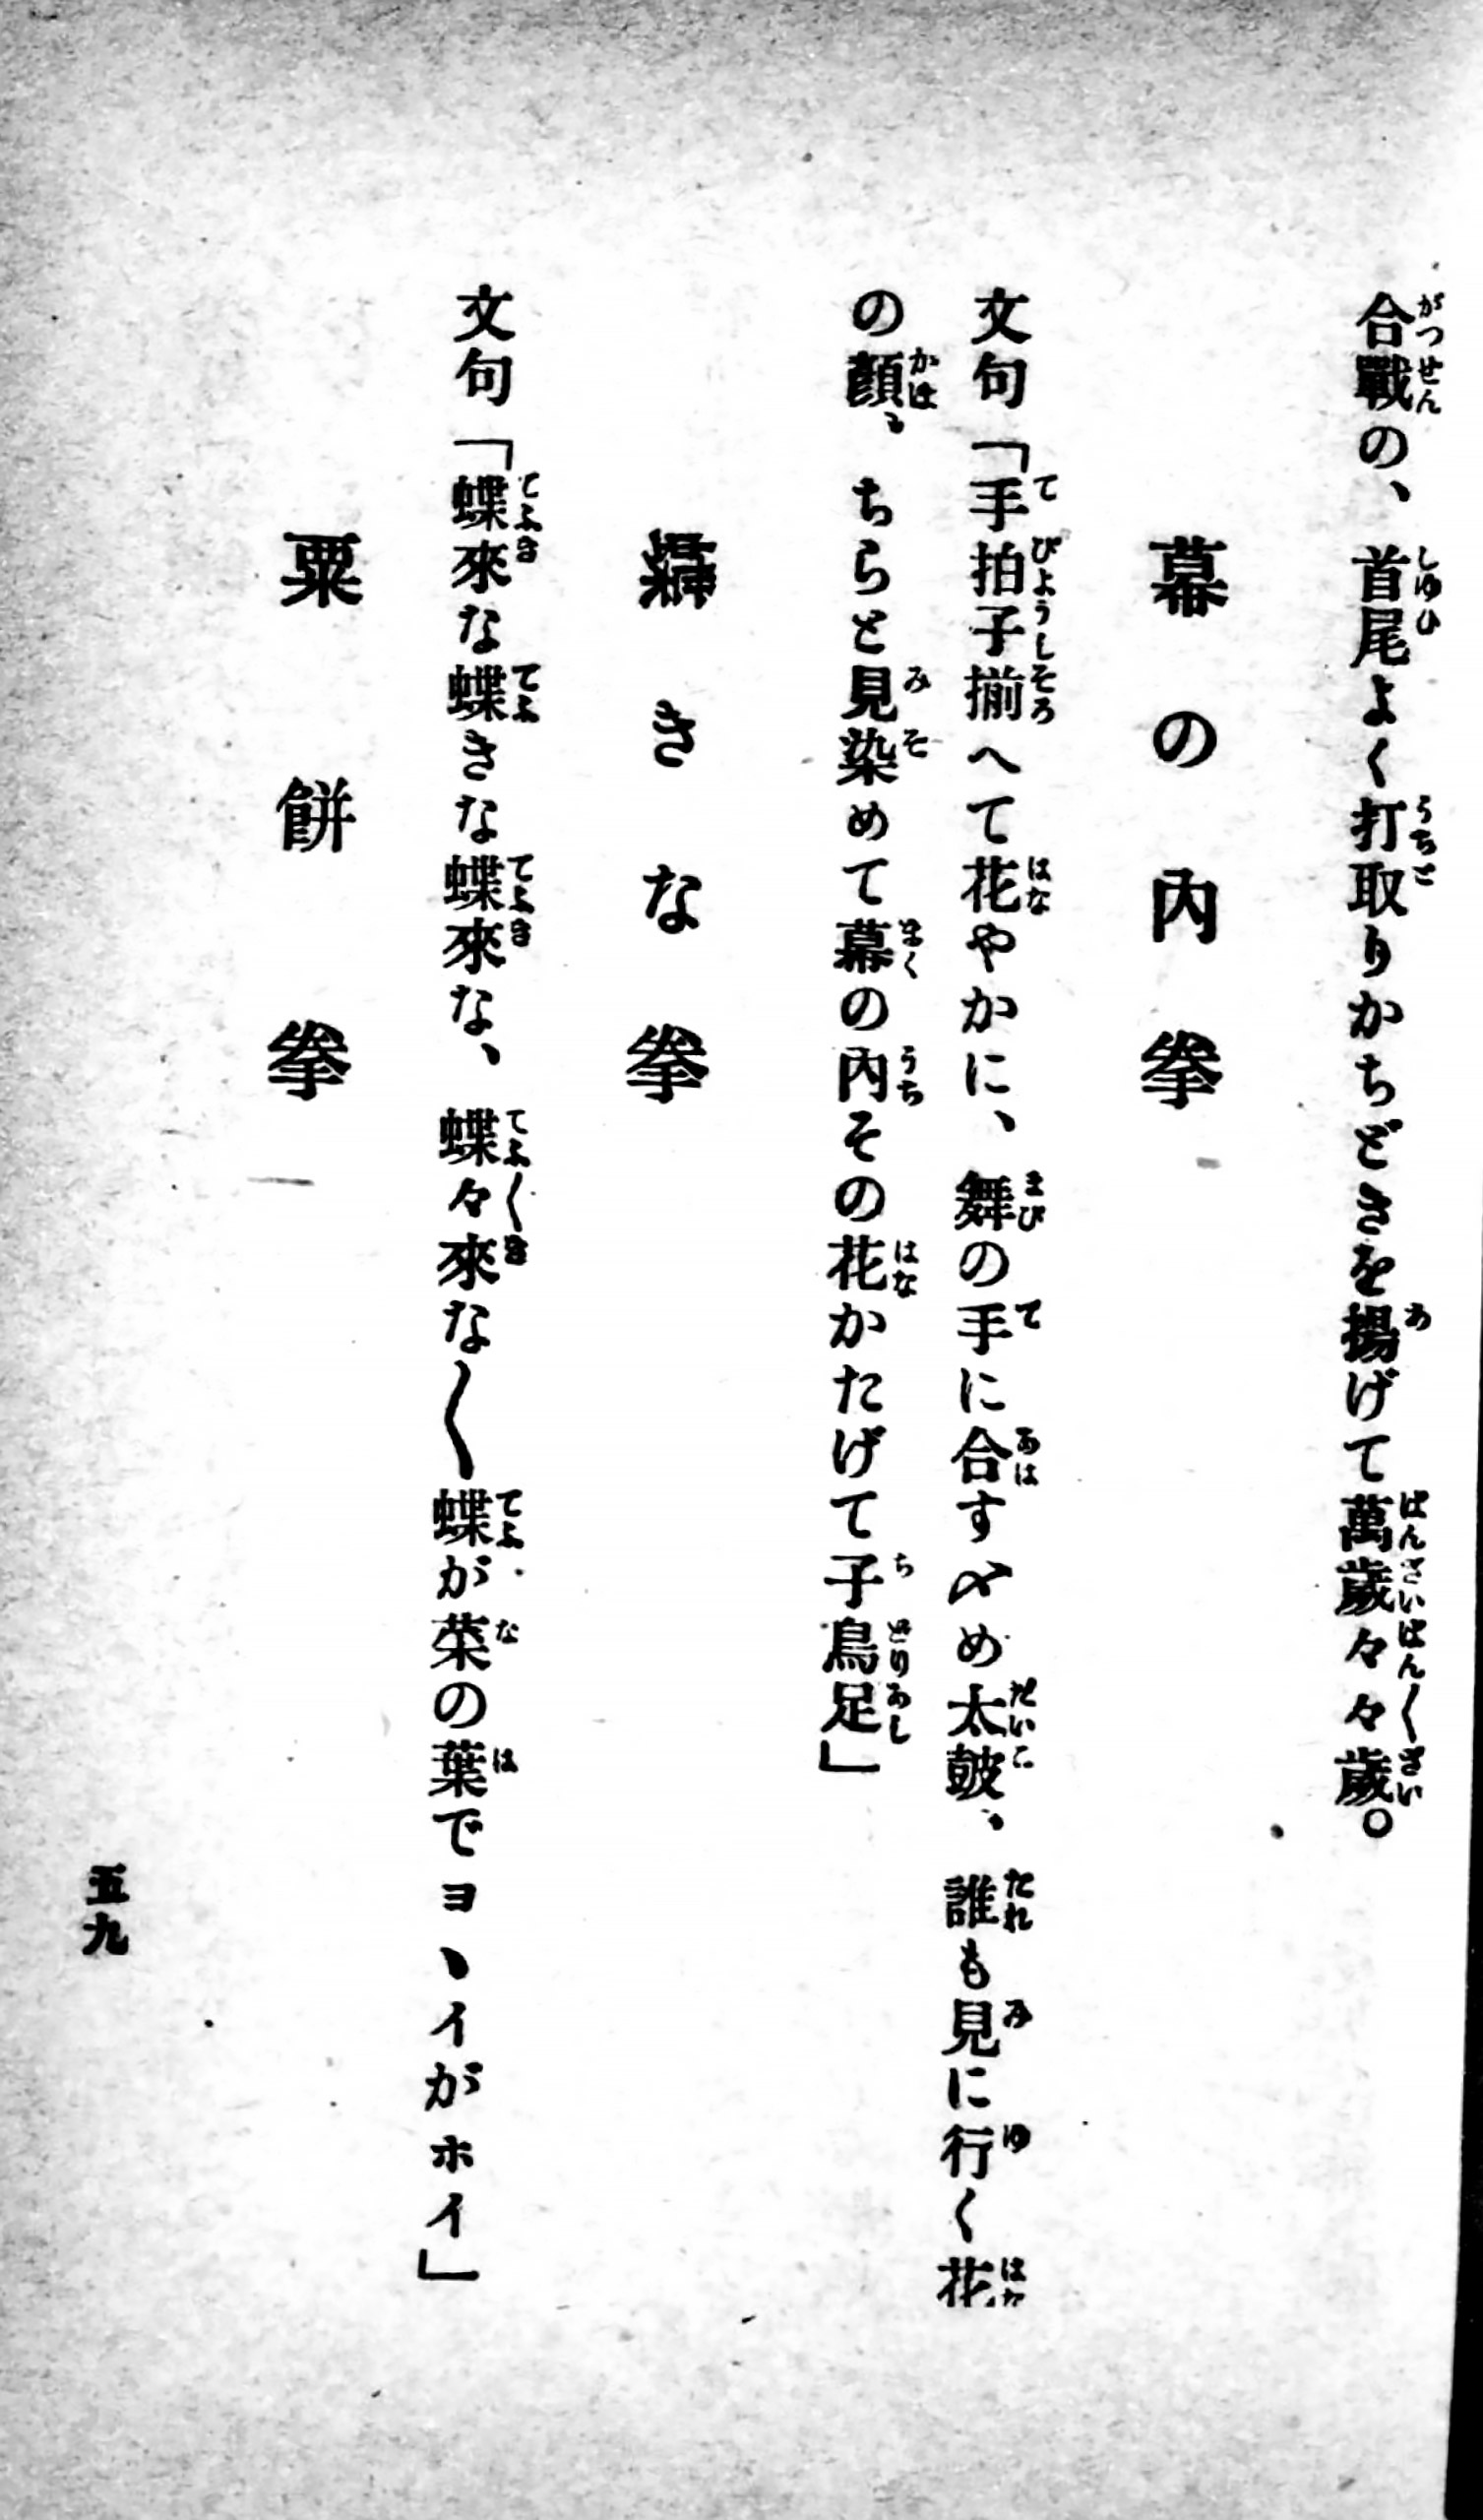 合戰の、首尾よく打取りかちどきを揚げて萬歲々々歲。
幕の內拳
文句「手拍子揃へて花やかに、舞の手に合す〆め太皷、誰も見に行く花
の顏、ちらと見染めて幕の內その花かたげて子鳥足」
きな拳
文句「蝶來な蝶きな蝶來な、蝶々來な〱蝶が菜の葉でヨヽイがホイ」
粟餅拳
五九